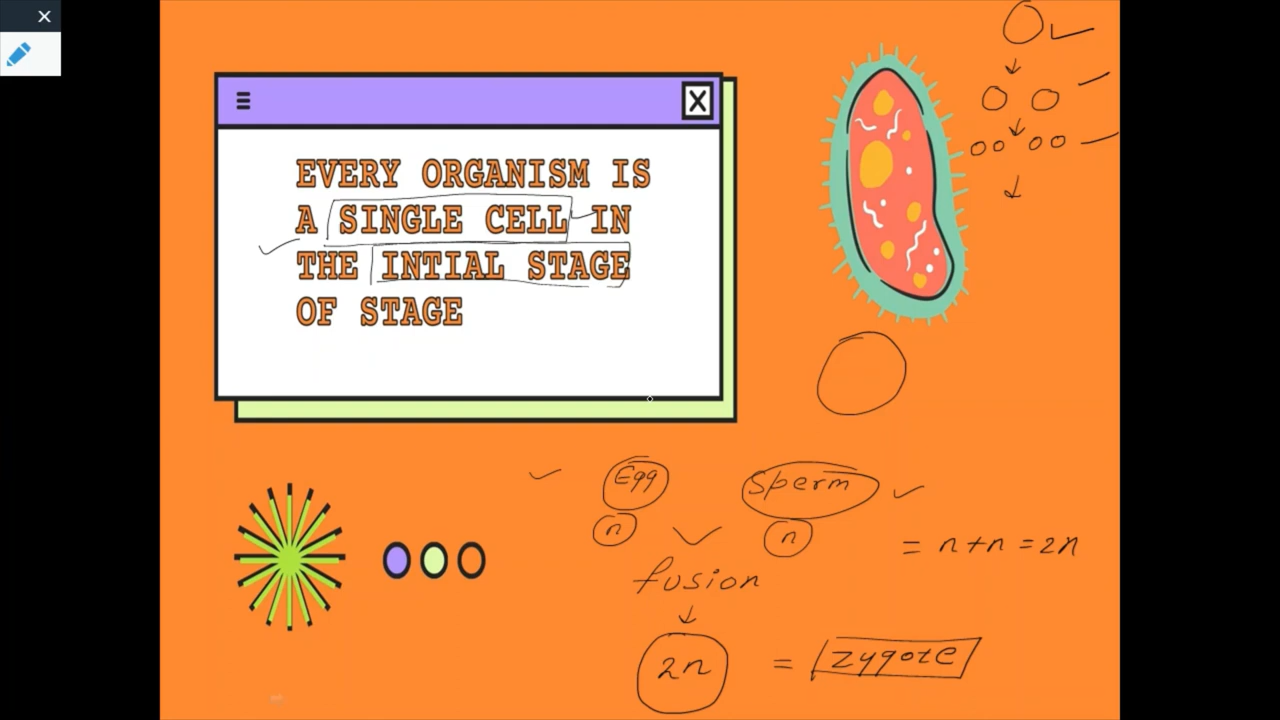 EVERY ORGANISM IS
A SINGLE CELL IN
THE INTIAL STAGE
OF STAGE
Egg Sperm
n n
= n+n = 2n
fusion
2n = zygote